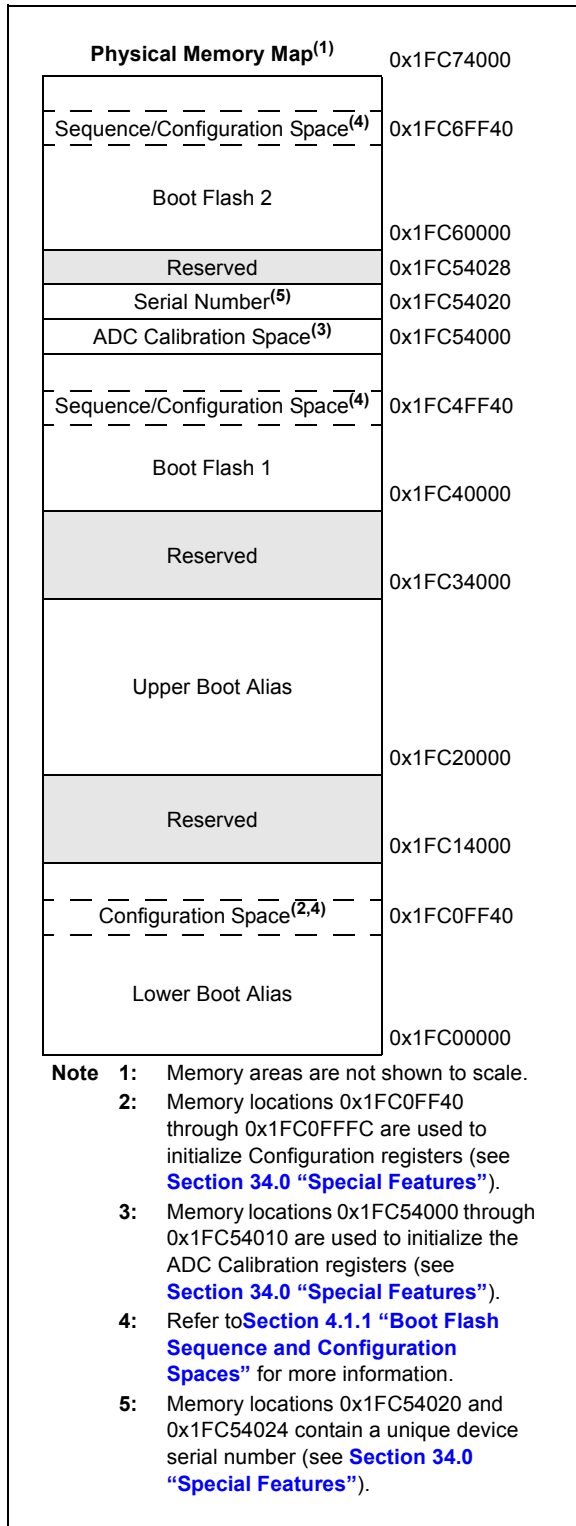 Physical Memory Map(1) 0x1FC74000
Sequence/Configuration Space(4) 0x1FC6FF40
Boot Flash 2
0x1FC60000
Reserved 0x1FC54028
Serial Number(5) 0x1FC54020
ADC Calibration Space(3) 0x1FC54000
Sequence/Configuration Space(4) 0x1FC4FF40
Boot Flash 1
0x1FC40000
Reserved
0x1FC34000
Upper Boot Alias
0x1FC20000
Reserved
0x1FC14000
Configuration Space(2,4) 0x1FC0FF40
Lower Boot Alias
0x1FC00000
Note 1: Memory areas are not shown to scale.
2: Memory locations 0x1FC0FF40
through 0x1FC0FFFC are used to
initialize Configuration registers (see
Section 34.0 “Special Features”).
3: Memory locations 0x1FC54000 through
0x1FC54010 are used to initialize the
ADC Calibration registers (see
Section 34.0 “Special Features”).
4: Refer toSection 4.1.1 “Boot Flash
Sequence and Configuration
Spaces” for more information.
5: Memory locations 0x1FC54020 and
0x1FC54024 contain a unique device
serial number (see Section 34.0
“Special Features”).